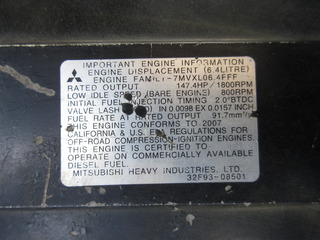 IMPORTANT ENGINE INFORMATION
ENGINE DISPLACEMENT (6.4LITRE)
ENGINE FAMILY-7MVXL06.4FFF
RATED OUTPUT 147.4HP / 1800RPM
LOW IDLE SPEED (BARE ENGINE) 800RPM
INITIAL FUEL INJECTION TIMING 2.0°BTDC
VALVE LASH (COLD) IN 0.0098 EX 0.0157 INCH
FUEL RATE AT RATED OUTPUT 91.7mm³/
THIS ENGINE CONFORMS TO 2007
CALIFORNIA & U.S. EPA REGULATIONS FOR
OFF-ROAD COMPRESSION-IGNITION ENGINES.
THIS ENGINE IS CERTIFIED TO
OPERATE ON COMMERCIALLY AVAILABLE
DIESEL FUEL.
MITSUBISHI HEAVY INDUSTRIES, LTD.
32F93-08501